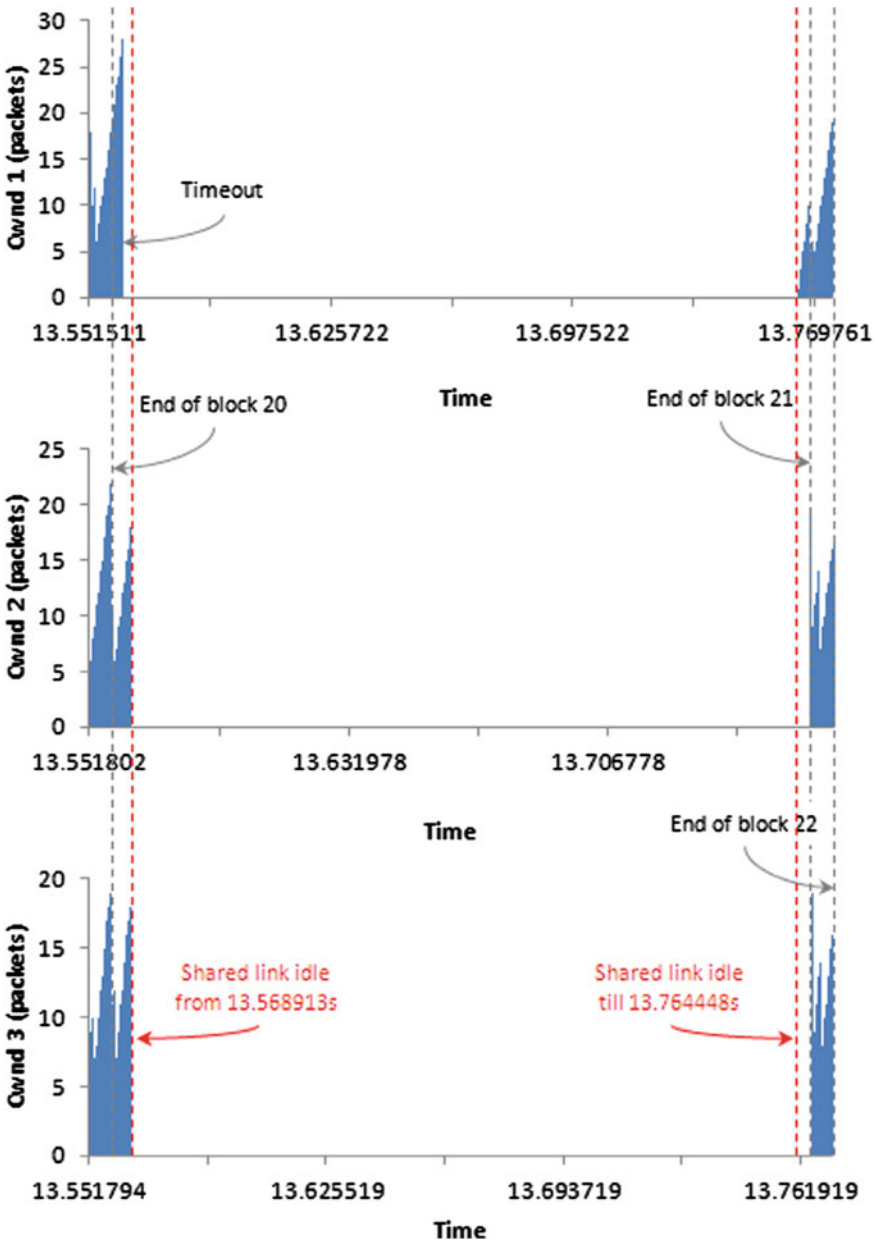 Cwnd 1 (packets)
30
25
20
15
10
5
0
Timeout
13.551511
13.625722
13.697522
13.769761
Time
End of block 20
End of block 21
Cwnd 2 (packets)
25
20
15
10
5
0
13.551802
13.631978
13.706778
Time
End of block 22
Cwnd 3 (packets)
20
15
10
5
0
Shared link idle
from 13.568913s
Shared link idle
till 13.764448s
13.551794
13.625519
13.693719
13.761919
Time